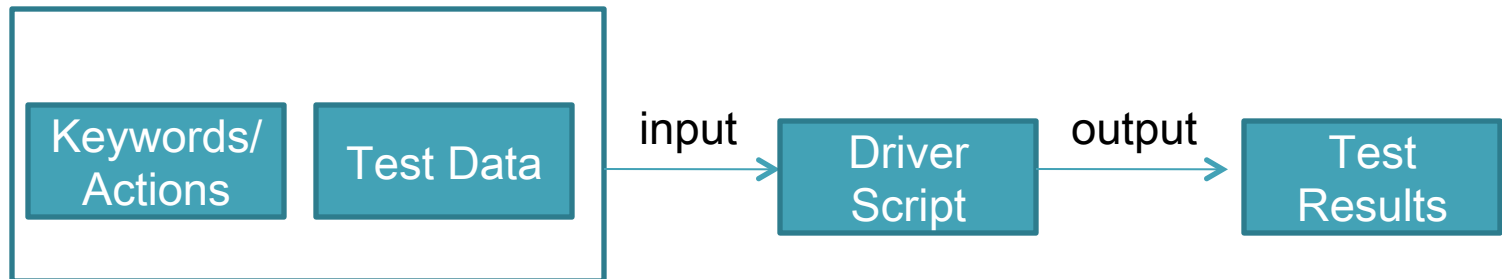 Keywords/
Actions
Test Data
input
Driver
Script
output
Test
Results